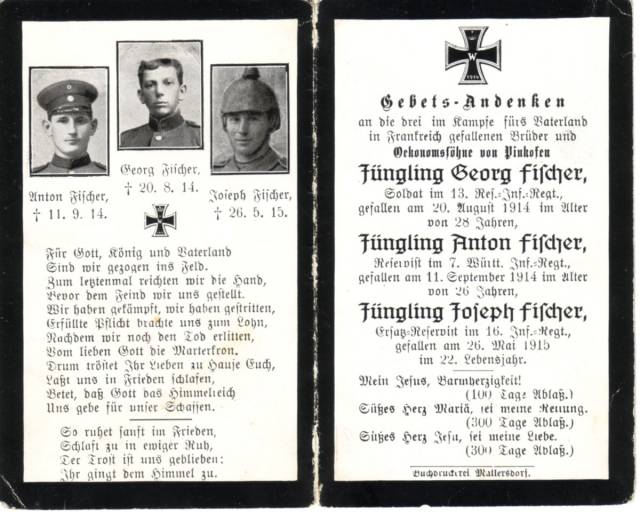 Georg Fischer,
† 20. 8. 14.
Anton Fischer,
† 11. 9. 14.
Joseph Fischer,
† 26. 5. 15.
Für Gott, König und Vaterland
Sind wir gezogen ins Feld.
Zum letztenmal reichten wir die Hand,
Bevor dem Feind wir uns gestellt.
Wir haben gekämpft, wir haben gestritten,
Erfüllte Pflicht brachte uns zum Lohn,
Nachdem wir noch den Tod erlitten,
Vom lieben Gott die Marterkron.
Drum tröstet Ihr Lieben zu Hause Euch,
Laßt uns in Frieden schlafen,
Betet, daß Gott das Himmelreich
Uns gebe für unser Schaffen.
So ruhet sanft im Frieden,
Schlaft zu in ewiger Ruh,
Der Trost ist uns geblieben:
Ihr gingt dem Himmel zu.
W
1914
Gebets-Andenken
an die drei im Kampfe fürs Vaterland
in Frankreich gefallenen Brüder und
Oekonomsöhne von Pinkofen
Jüngling Georg Fischer,
Soldat im 13. Res.-Inf.-Regt.,
gefallen am 20. August 1914 im Alter
von 28 Jahren,
Jüngling Anton Fischer,
Reservist im 7. Württ. Inf.-Regt.,
gefallen am 11. September 1914 im Alter
von 26 Jahren,
Jüngling Joseph Fischer,
Ersatz-Reservist im 16. Inf.-Regt.,
gefallen am 26. Mai 1915
im 22. Lebensjahr.
Mein Jesus, Barmherzigkeit!
(100 Tage Ablaß.)
Süßes Herz Mariä, sei meine Rettung.
(300 Tage Ablaß.)
Süßes Herz Jesu, sei meine Liebe.
(300 Tage Ablaß.)
Buchdruckerei Mallersdorf.